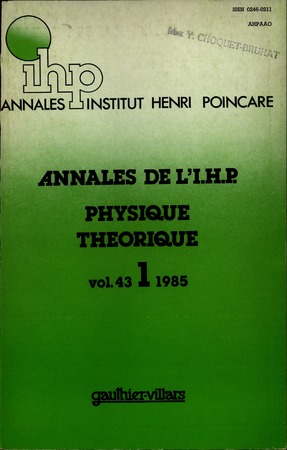 ISSN 0246-0211
AHPAAO
Mme Y. CHOQUET-BRUHAT
ihp
ANNALES INSTITUT HENRI POINCARE
ANNALES DE L'I.H.P.
PHYSIQUE
THEORIQUE
vol. 43 1 1985
gauthier-villars